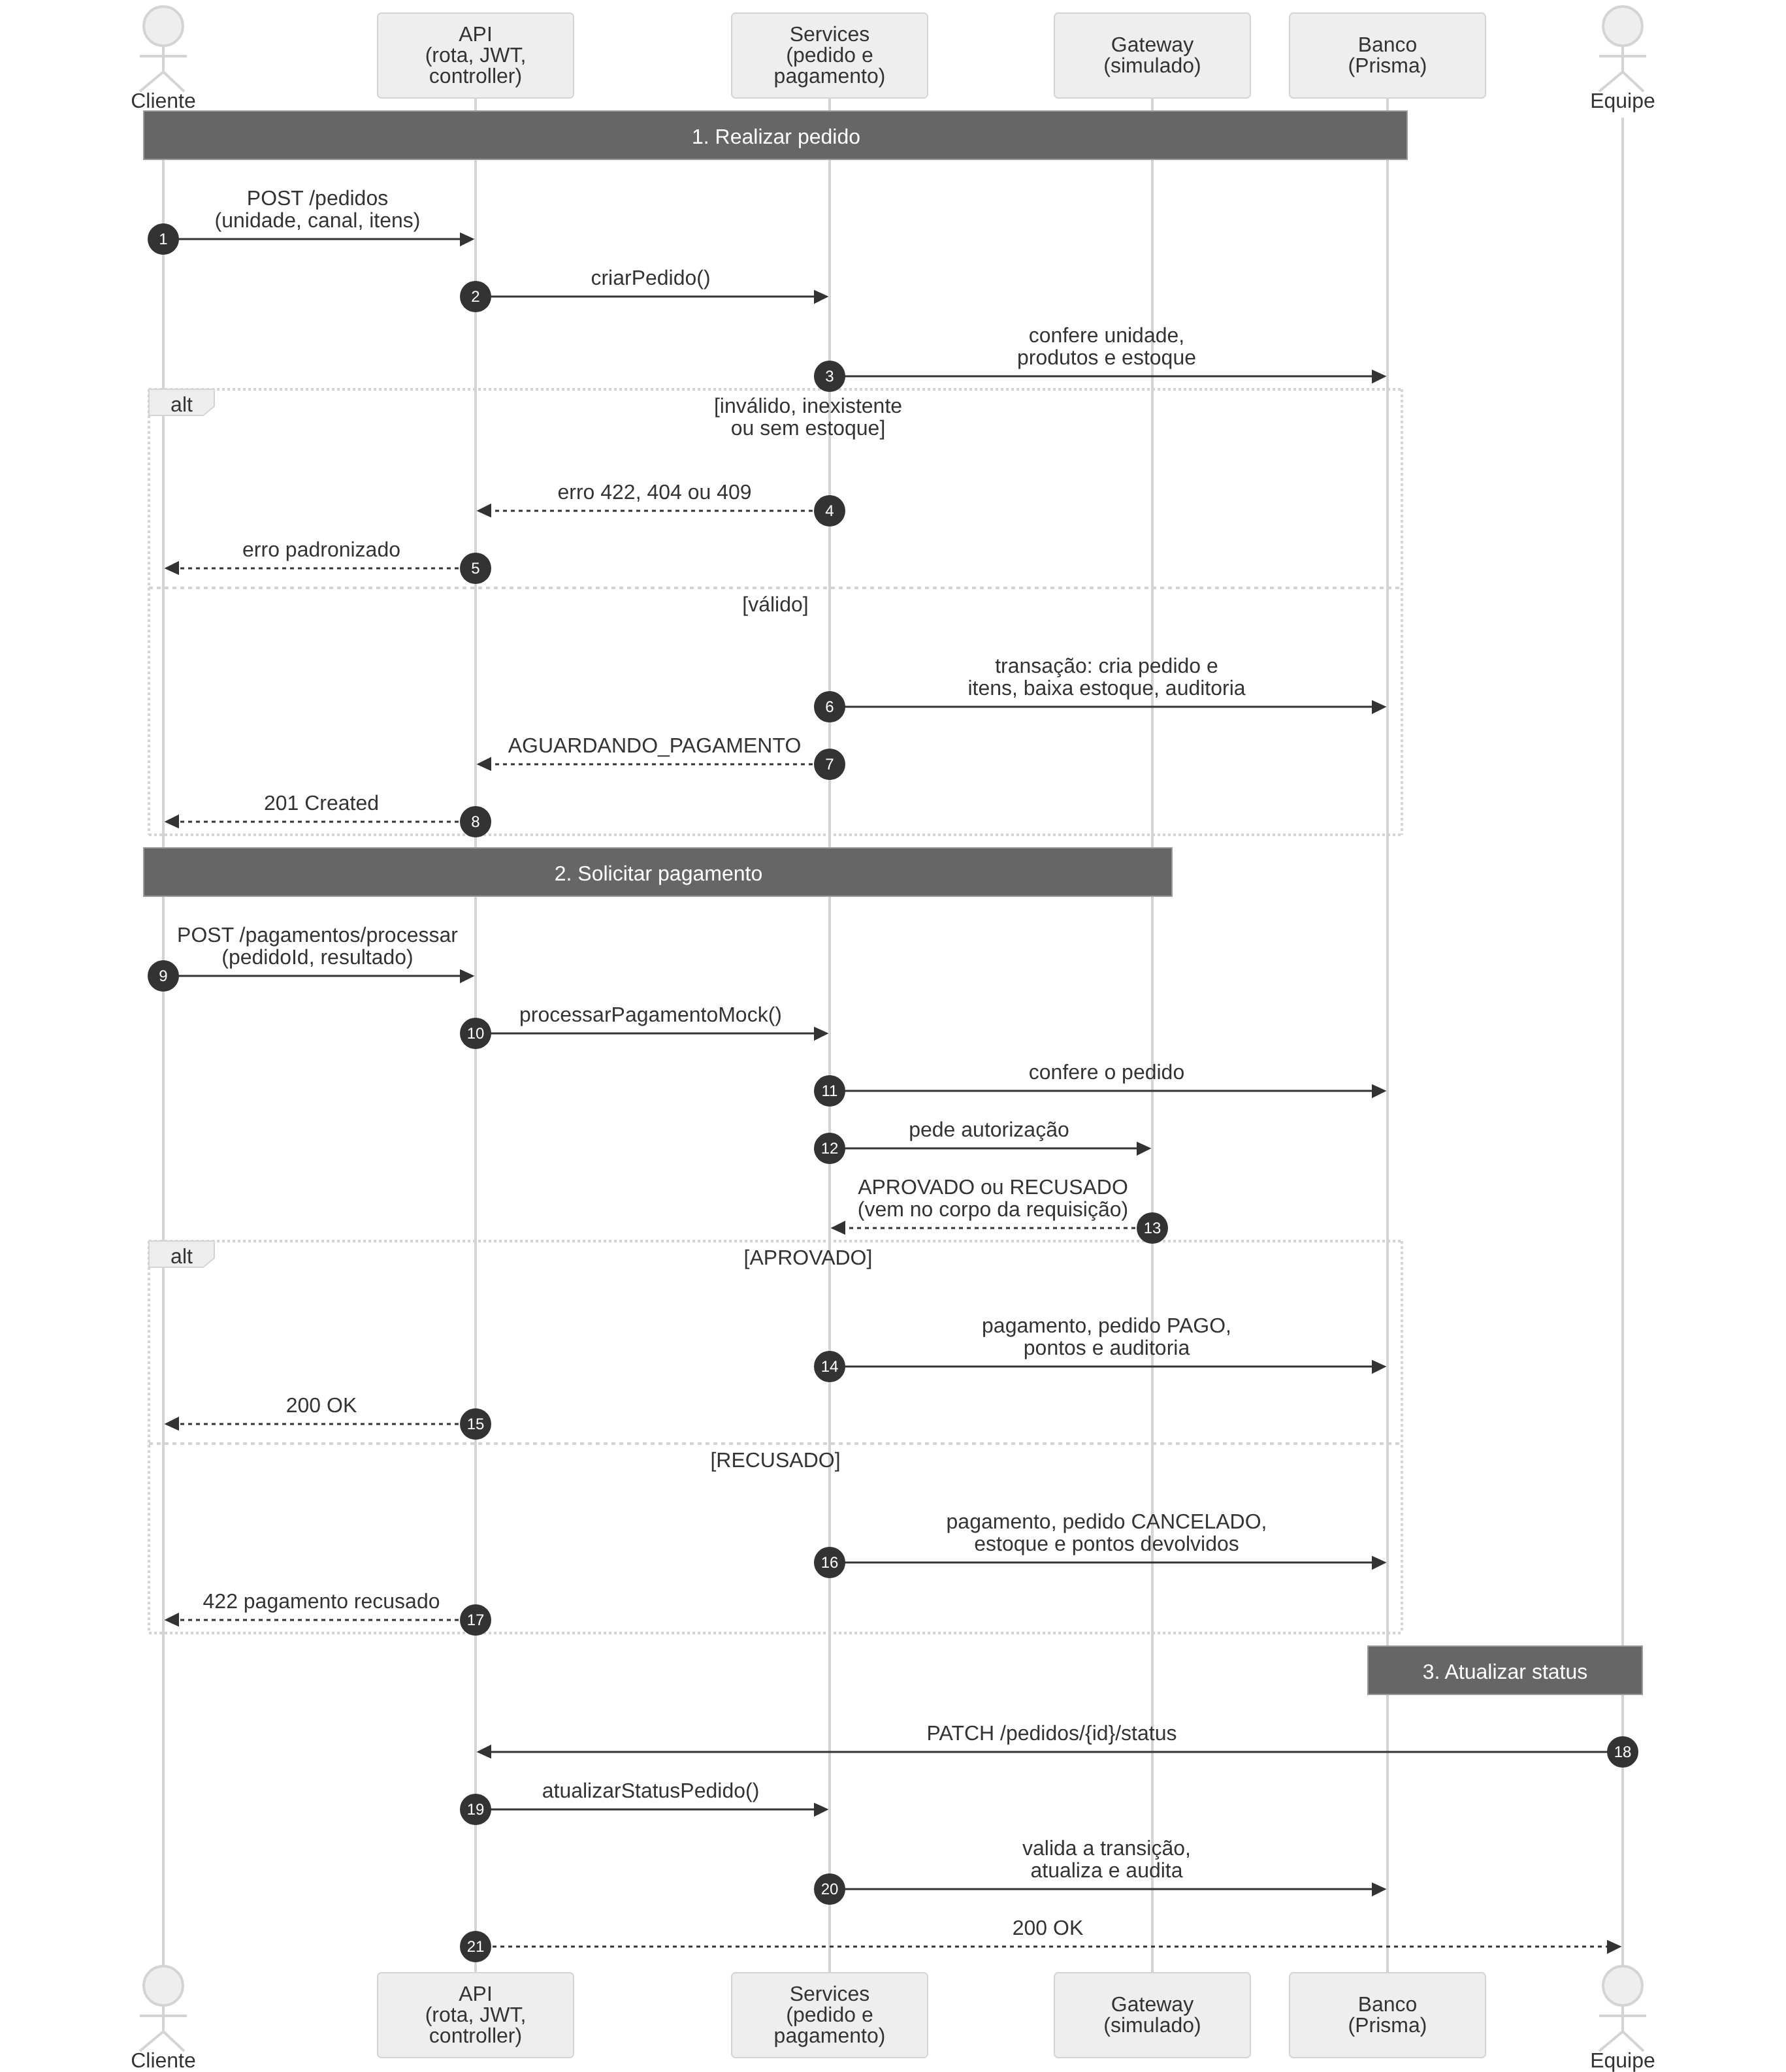 Cliente
API
(rota, JWT,
controller)
Services
(pedido e
pagamento)
Gateway
(simulado)
Banco
(Prisma)
Equipe
1. Realizar pedido
POST /pedidos
(unidade, canal, itens)
1
criarPedido()
2
confere unidade,
produtos e estoque
3
alt
[inválido, inexistente
ou sem estoque]
erro 422, 404 ou 409
4
erro padronizado
5
[válido]
transação: cria pedido e
itens, baixa estoque, auditoria
6
AGUARDANDO_PAGAMENTO
7
201 Created
8
2. Solicitar pagamento
POST /pagamentos/processar
(pedidoId, resultado)
9
processarPagamentoMock()
10
confere o pedido
11
pede autorização
12
APROVADO ou RECUSADO
(vem no corpo da requisição)
13
alt
[APROVADO]
pagamento, pedido PAGO,
pontos e auditoria
14
200 OK
15
[RECUSADO]
pagamento, pedido CANCELADO,
estoque e pontos devolvidos
16
422 pagamento recusado
17
3. Atualizar status
PATCH /pedidos/{id}/status
18
atualizarStatusPedido()
19
valida a transição,
atualiza e audita
20
200 OK
21
Cliente
API
(rota, JWT,
controller)
Services
(pedido e
pagamento)
Gateway
(simulado)
Banco
(Prisma)
Equipe